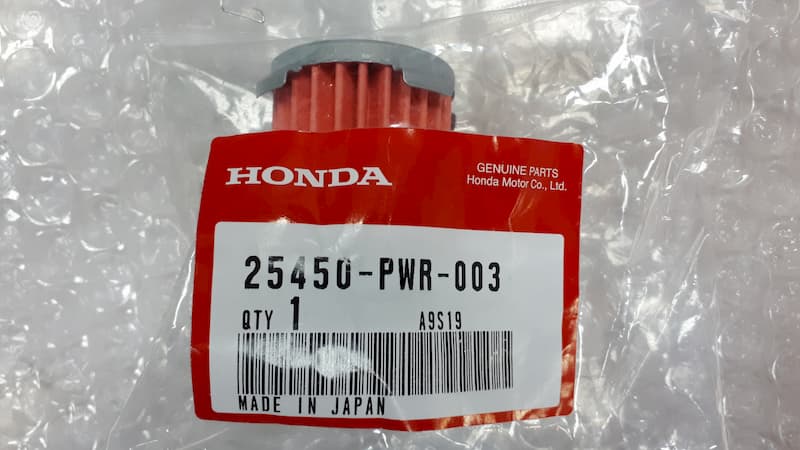 HONDA
GENUINE PARTS
Honda Motor Co., Ltd.
25450-PWR-003
QTY 1
A9S19
MADE IN JAPAN